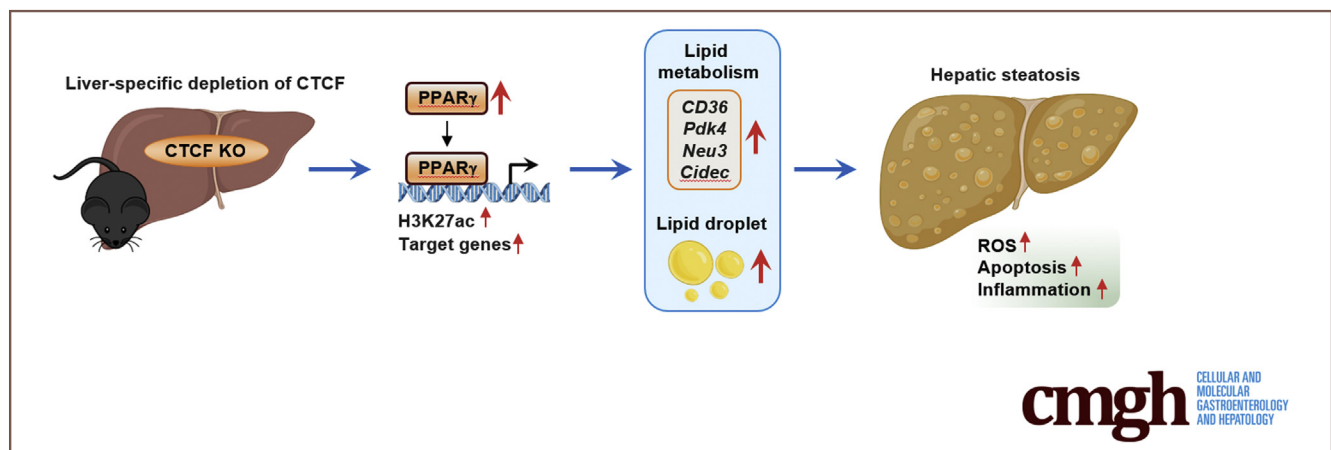 Liver-specific depletion of CTCF
CTCF KO
PPARγ
PPARγ
H3K27ac
Target genes
Lipid
metabolism
CD36
Pdk4
Neu3
Cidec
Lipid droplet
Hepatic steatosis
ROS
Apoptosis
Inflammation
cmgh
CELLULAR AND
MOLECULAR
GASTROENTEROLOGY
AND HEPATOLOGY